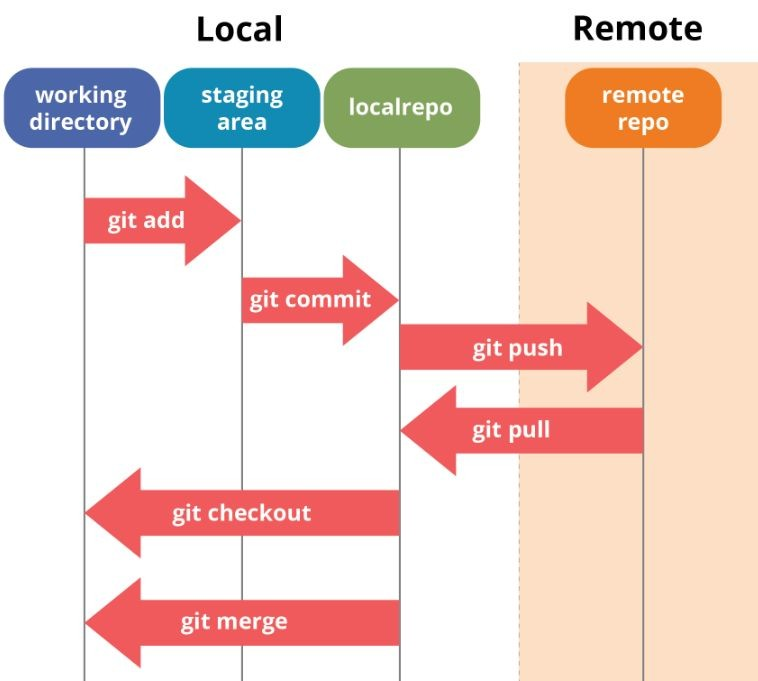 Local
Remote
working
directory
staging
area
localrepo
remote
repo
git add
git commit
git push
git pull
git checkout
git merge